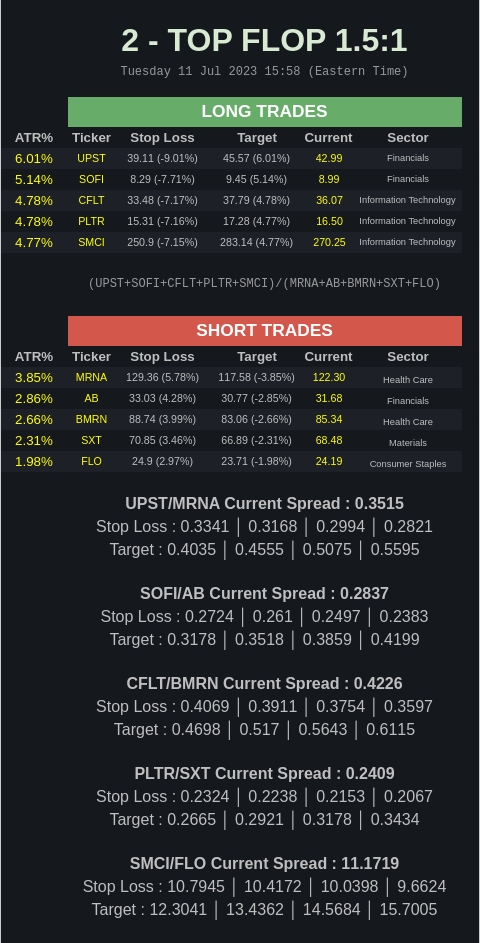 2 - TOP FLOP 1.5:1
Tuesday 11 Jul 2023 15:58 (Eastern Time)
LONG TRADES
ATR% Ticker Stop Loss Target Current Sector
6.01% UPST 39.11 (-9.01%) 45.57 (6.01%) 42.99 Financials
5.14% SOFI 8.29 (-7.71%) 9.45 (5.14%) 8.99 Financials
4.78% CFLT 33.48 (-7.17%) 37.79 (4.78%) 36.07 Information Technology
4.78% PLTR 15.31 (-7.16%) 17.28 (4.77%) 16.50 Information Technology
4.77% SMCI 250.9 (-7.15%) 283.14 (4.77%) 270.25 Information Technology
(UPST+SOFI+CFLT+PLTR+SMCI)/(MRNA+AB+BMRN+SXT+FLO)
SHORT TRADES
ATR% Ticker Stop Loss Target Current Sector
3.85% MRNA 129.36 (5.78%) 117.58 (-3.85%) 122.30 Health Care
2.86% AB 33.03 (4.28%) 30.77 (-2.85%) 31.68 Financials
2.66% BMRN 88.74 (3.99%) 83.06 (-2.66%) 85.34 Health Care
2.31% SXT 70.85 (3.46%) 66.89 (-2.31%) 68.48 Materials
1.98% FLO 24.9 (2.97%) 23.71 (-1.98%) 24.19 Consumer Staples
UPST/MRNA Current Spread : 0.3515
Stop Loss : 0.3341 │ 0.3168 │ 0.2994 │ 0.2821
Target : 0.4035 │ 0.4555 │ 0.5075 │ 0.5595
SOFI/AB Current Spread : 0.2837
Stop Loss : 0.2724 │ 0.261 │ 0.2497 │ 0.2383
Target : 0.3178 │ 0.3518 │ 0.3859 │ 0.4199
CFLT/BMRN Current Spread : 0.4226
Stop Loss : 0.4069 │ 0.3911 │ 0.3754 │ 0.3597
Target : 0.4698 │ 0.517 │ 0.5643 │ 0.6115
PLTR/SXT Current Spread : 0.2409
Stop Loss : 0.2324 │ 0.2238 │ 0.2153 │ 0.2067
Target : 0.2665 │ 0.2921 │ 0.3178 │ 0.3434
SMCI/FLO Current Spread : 11.1719
Stop Loss : 10.7945 │ 10.4172 │ 10.0398 │ 9.6624
Target : 12.3041 │ 13.4362 │ 14.5684 │ 15.7005